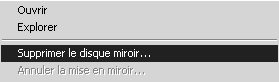 Ouvrir
Explorer
Supprimer le disque miroir...
Annuler la mise en miroir...